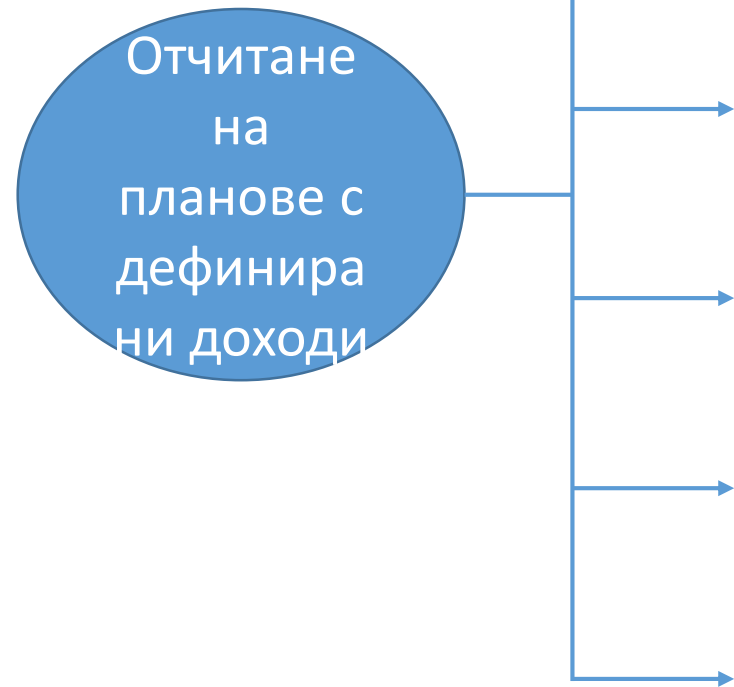 Отчитане
на
планове с
дефинира
ни доходи